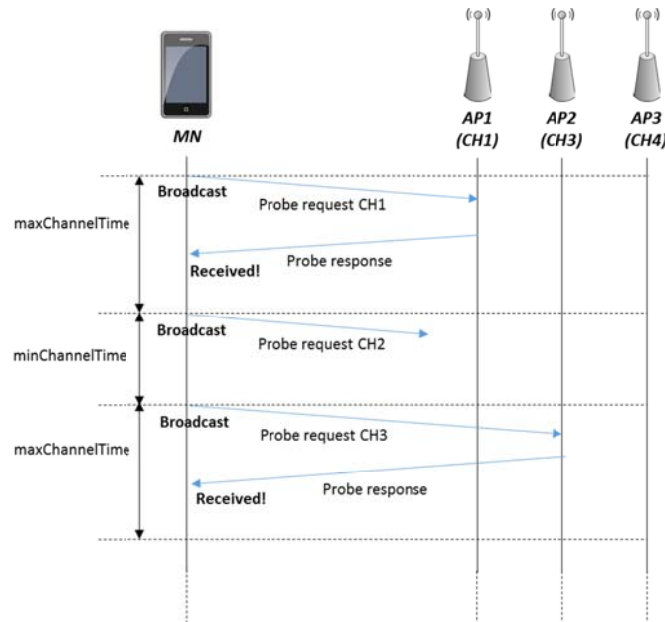 MN
AP1
(CH1)
AP2
(CH3)
AP3
(CH4)
Broadcast
Probe request CH1
maxChannelTime
Probe response
Received!
Broadcast
Probe request CH2
minChannelTime
Broadcast
Probe request CH3
maxChannelTime
Probe response
Received!